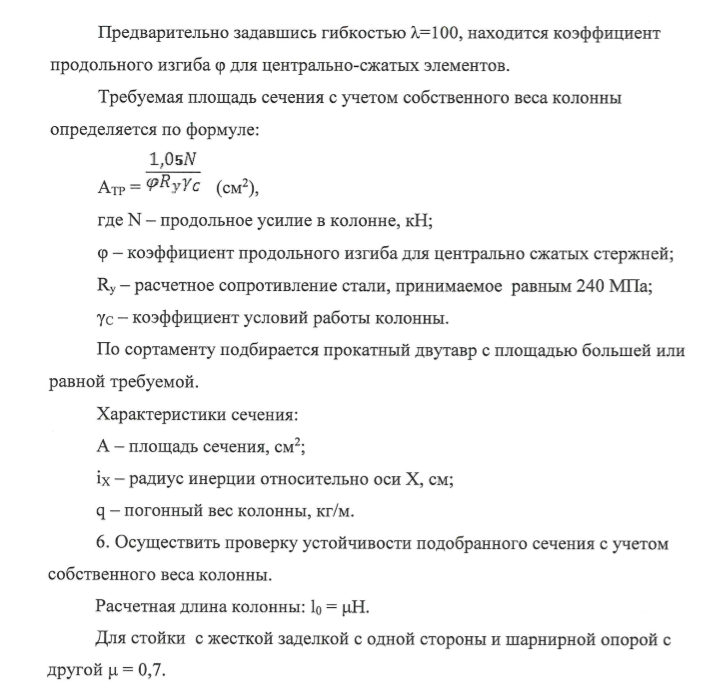 Предварительно задавшись гибкостью λ=100, находится коэффициент
продольного изгиба φ для центрально-сжатых элементов.
Требуемая площадь сечения с учетом собственного веса колонны
определяется по формуле:
1,05N
Aтр = φRyγc (см²),
где N – продольное усилие в колонне, кН;
φ – коэффициент продольного изгиба для центрально сжатых стержней;
Ry – расчетное сопротивление стали, принимаемое равным 240 МПа;
γC – коэффициент условий работы колонны.
По сортаменту подбирается прокатный двутавр с площадью большей или
равной требуемой.
Характеристики сечения:
A – площадь сечения, см²;
iX – радиус инерции относительно оси X, см;
q – погонный вес колонны, кг/м.
6. Осуществить проверку устойчивости подобранного сечения с учетом
собственного веса колонны.
Расчетная длина колонны: l₀ = μH.
Для стойки с жесткой заделкой с одной стороны и шарнирной опорой с
другой μ = 0,7.